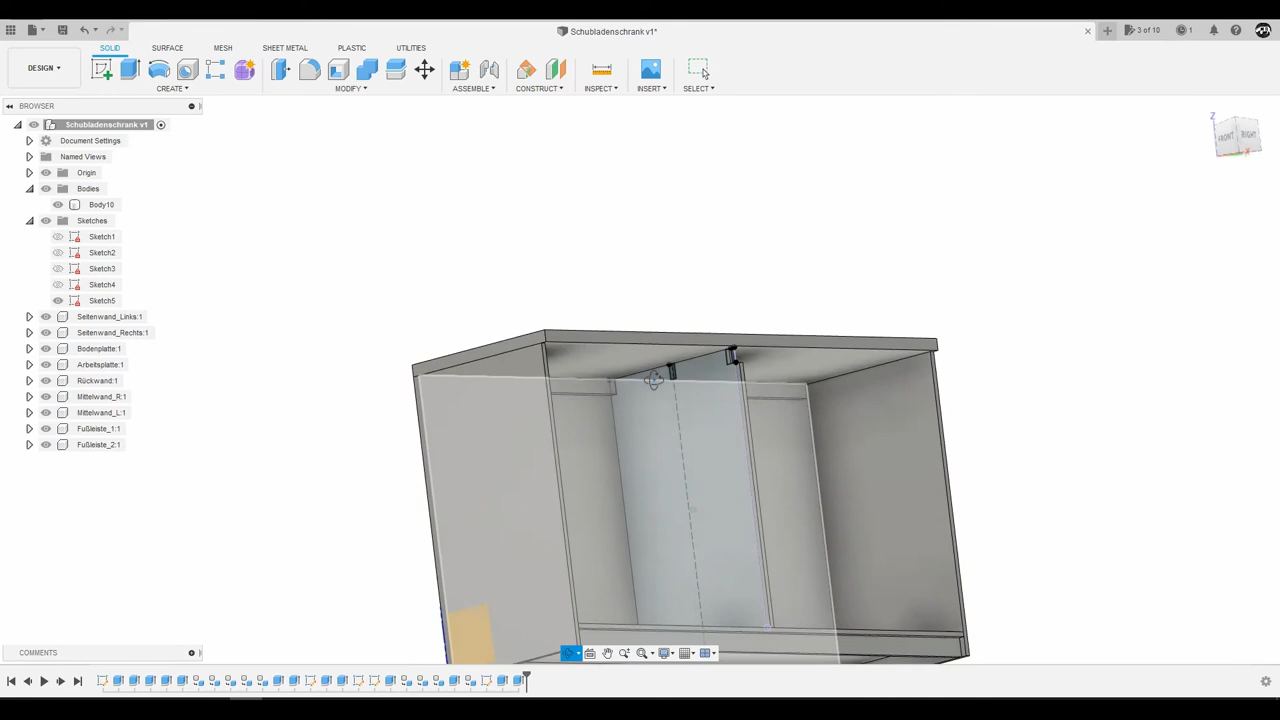 Schubladenschrank v1*
3 of 10
1
SOLID SURFACE MESH SHEET METAL PLASTIC UTILITIES
DESIGN
CREATE MODIFY ASSEMBLE CONSTRUCT INSPECT INSERT SELECT
BROWSER
Schubladenschrank v1
Document Settings
Named Views
Origin
Bodies
Body10
Sketches
Sketch1
Sketch2
Sketch3
Sketch4
Sketch5
Seitenwand_Links:1
Seitenwand_Rechts:1
Bodenplatte:1
Arbeitsplatte:1
Rückwand:1
Mittelwand_R:1
Mittelwand_L:1
Fußleiste_1:1
Fußleiste_2:1
Z
FRONT RIGHT
X
COMMENTS